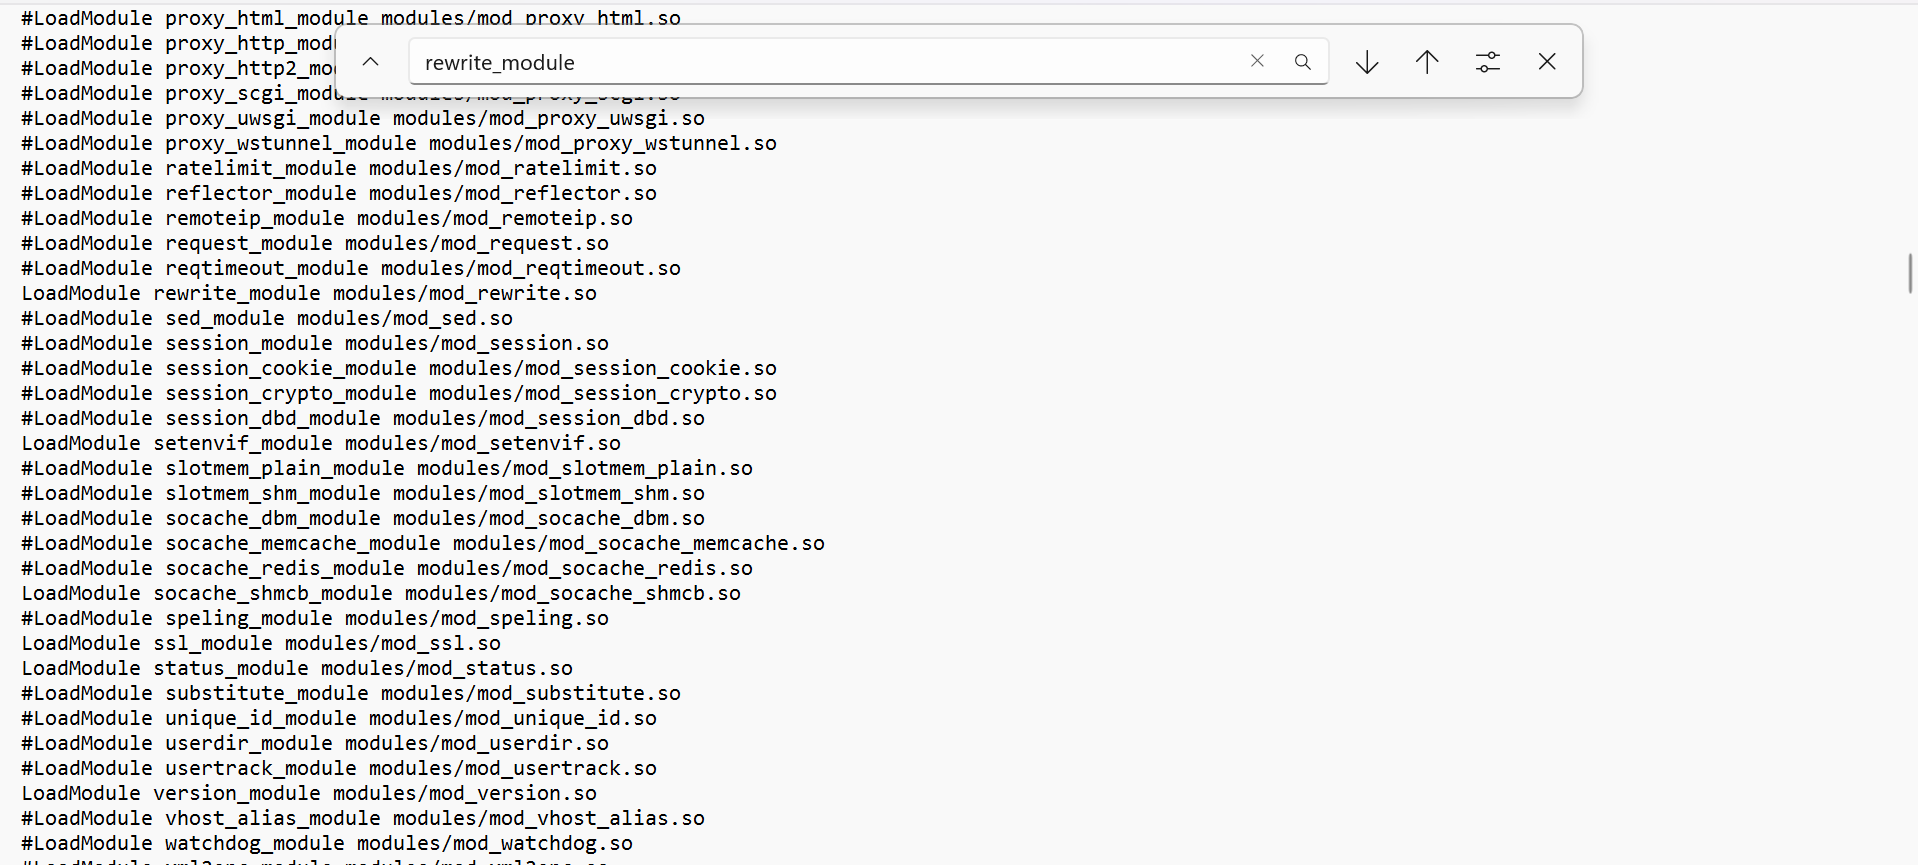 #LoadModule proxy_html_module modules/mod_proxy_html.so
#LoadModule proxy_http_mod
rewrite_module
#LoadModule proxy_http2_mo
#LoadModule proxy_scgi_module modules/mod_proxy_scgi.so
#LoadModule proxy_uwsgi_module modules/mod_proxy_uwsgi.so
#LoadModule proxy_wstunnel_module modules/mod_proxy_wstunnel.so
#LoadModule ratelimit_module modules/mod_ratelimit.so
#LoadModule reflector_module modules/mod_reflector.so
#LoadModule remoteip_module modules/mod_remoteip.so
#LoadModule request_module modules/mod_request.so
#LoadModule reqtimeout_module modules/mod_reqtimeout.so
LoadModule rewrite_module modules/mod_rewrite.so
#LoadModule sed_module modules/mod_sed.so
#LoadModule session_module modules/mod_session.so
#LoadModule session_cookie_module modules/mod_session_cookie.so
#LoadModule session_crypto_module modules/mod_session_crypto.so
#LoadModule session_dbd_module modules/mod_session_dbd.so
LoadModule setenvif_module modules/mod_setenvif.so
#LoadModule slotmem_plain_module modules/mod_slotmem_plain.so
#LoadModule slotmem_shm_module modules/mod_slotmem_shm.so
#LoadModule socache_dbm_module modules/mod_socache_dbm.so
#LoadModule socache_memcache_module modules/mod_socache_memcache.so
#LoadModule socache_redis_module modules/mod_socache_redis.so
LoadModule socache_shmcb_module modules/mod_socache_shmcb.so
#LoadModule speling_module modules/mod_speling.so
LoadModule ssl_module modules/mod_ssl.so
LoadModule status_module modules/mod_status.so
#LoadModule substitute_module modules/mod_substitute.so
#LoadModule unique_id_module modules/mod_unique_id.so
#LoadModule userdir_module modules/mod_userdir.so
#LoadModule usertrack_module modules/mod_usertrack.so
LoadModule version_module modules/mod_version.so
#LoadModule vhost_alias_module modules/mod_vhost_alias.so
#LoadModule watchdog_module modules/mod_watchdog.so